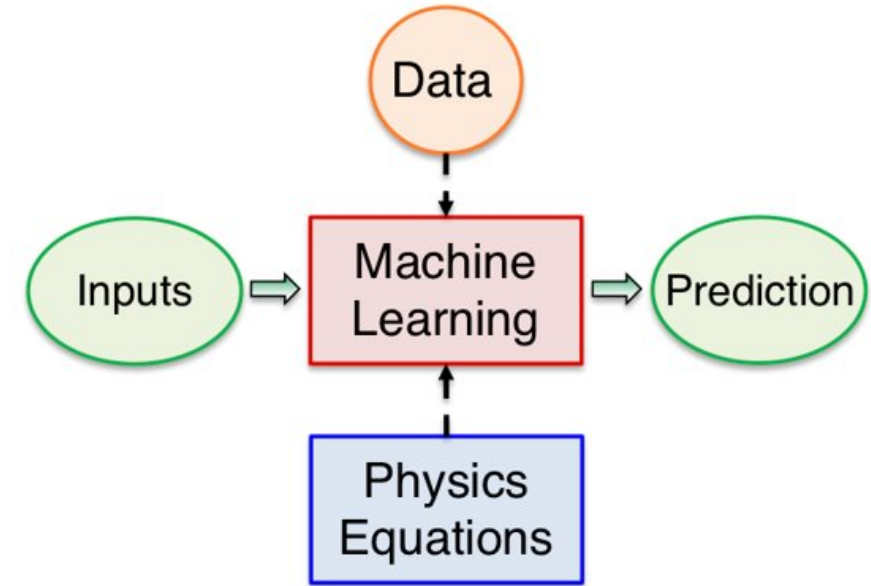 Data
Inputs
Machine
Learning
Prediction
Physics
Equations